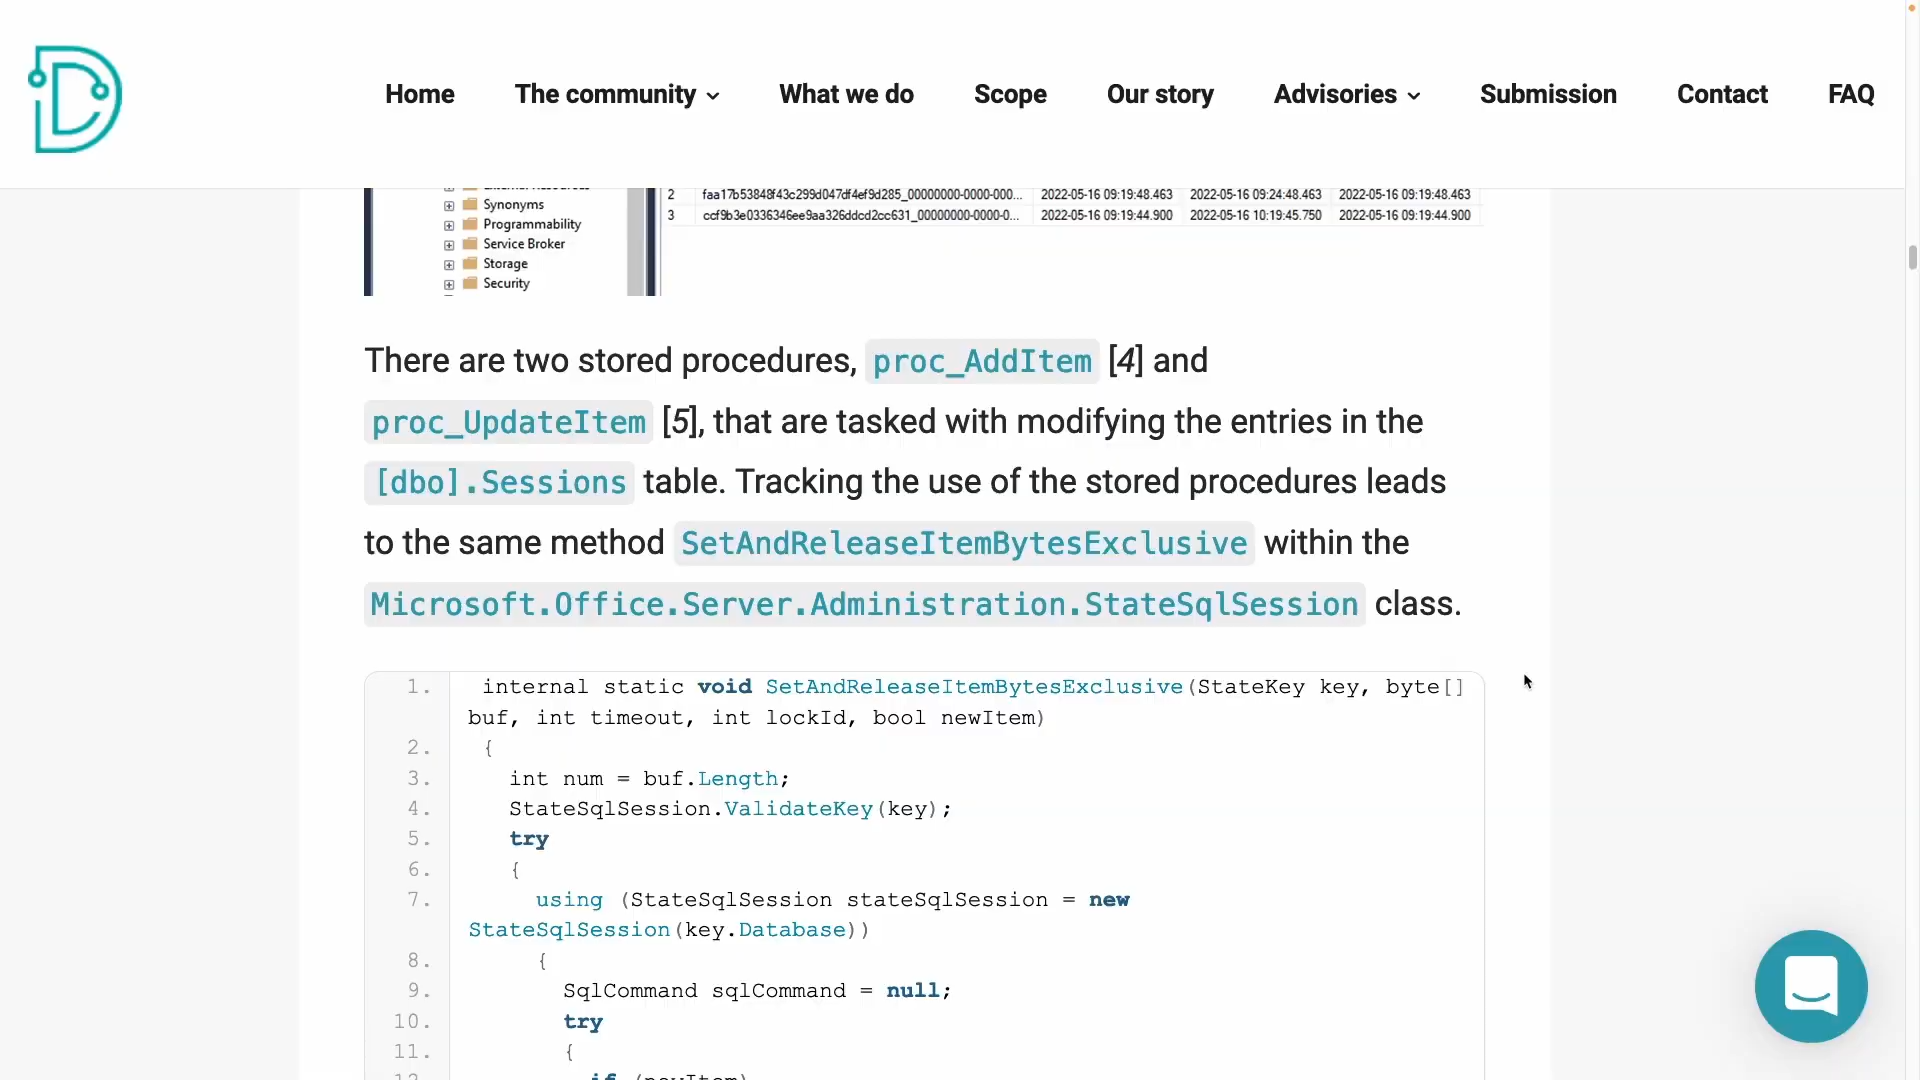 Home The community What we do Scope Our story Advisories Submission Contact FAQ
Synonyms
Programmability
Service Broker
Storage
Security
2 faa17b53848f43c299d047df4ef9d285_00000000-0000-000... 2022-05-16 09:19:48.463 2022-05-16 09:24:48.463 2022-05-16 09:19:48.463
3 ccf9b3e0336346ee9aa326ddcd2cc631_00000000-0000-0... 2022-05-16 09:19:44.900 2022-05-16 10:19:45.750 2022-05-16 09:19:44.900
There are two stored procedures, proc_AddItem [4] and
proc_UpdateItem [5], that are tasked with modifying the entries in the
[dbo].Sessions table. Tracking the use of the stored procedures leads
to the same method SetAndReleaseItemBytesExclusive within the
Microsoft.Office.Server.Administration.StateSqlSession class.
1. internal static void SetAndReleaseItemBytesExclusive(StateKey key, byte[]
buf, int timeout, int lockId, bool newItem)
2. {
3. int num = buf.Length;
4. StateSqlSession.ValidateKey(key);
5. try
6. {
7. using (StateSqlSession stateSqlSession = new
StateSqlSession(key.Database))
8. {
9. SqlCommand sqlCommand = null;
10. try
11. {
12. if (newItem)